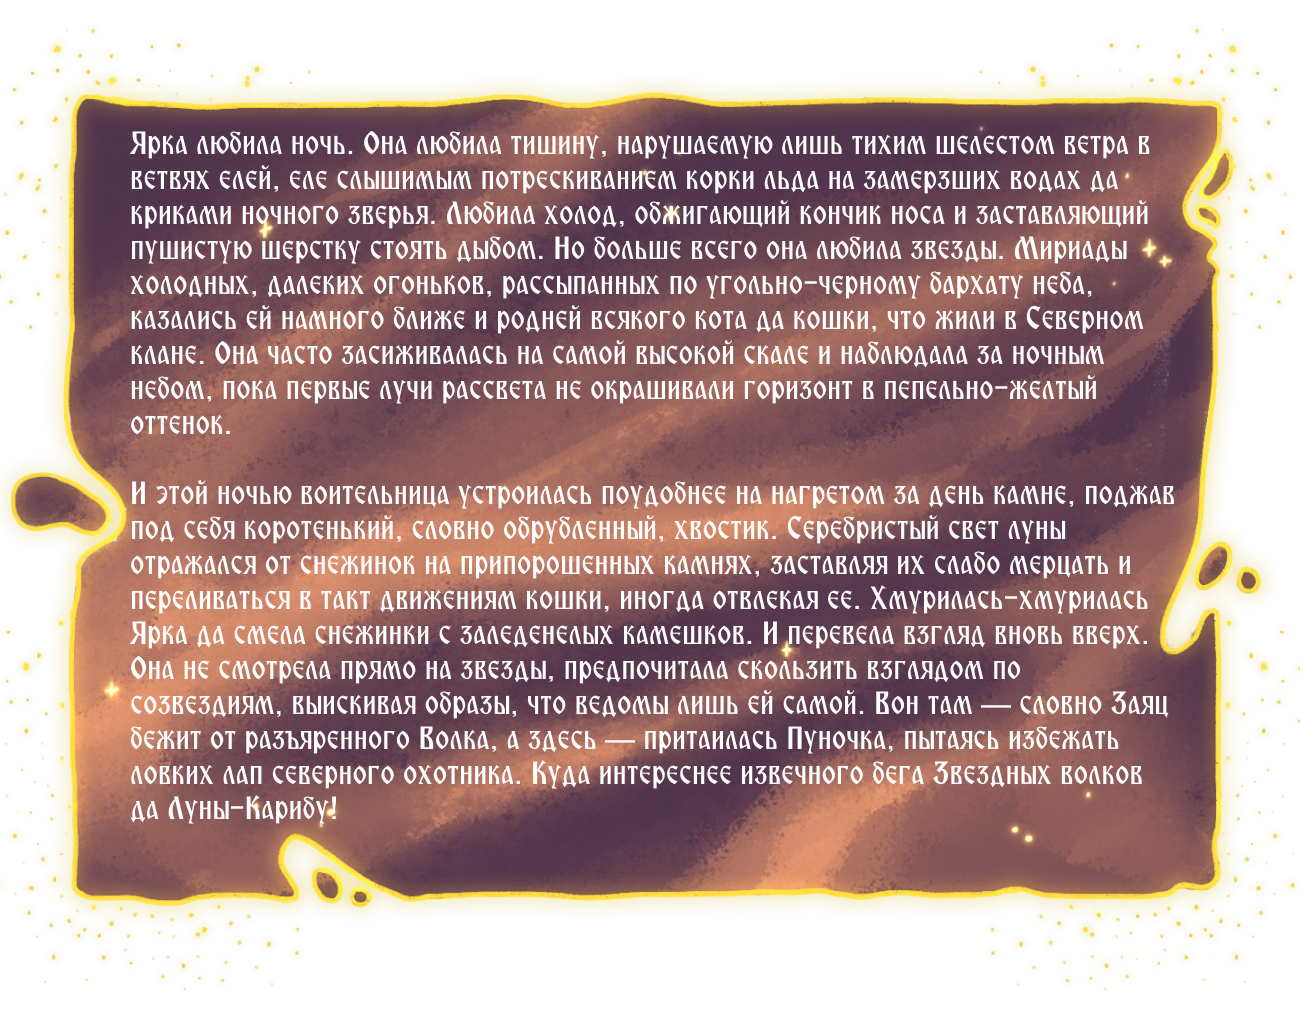 Ярка любила ночь. Она любила тишину, нарушаемую лишь тихим шелестом ветра в
ветвях елей, еле слышимым потрескиванием корки льда на замерзших водах да
криками ночного зверья. Любила холод, обжигающий кончик носа и заставляющий
пушистую шерстку стоять дыбом. Но больше всего она любила звезды. Мириады
холодных, далеких огоньков, рассыпанных по угольно-черному бархату неба,
казались ей намного ближе и родней всякого кота да кошки, что жили в Северном
клане. Она часто засиживалась на самой высокой скале и наблюдала за ночным
небом, пока первые лучи рассвета не окрашивали горизонт в пепельно-желтый
оттенок.
И этой ночью воительница устроилась поудобнее на нагретом за день камне, поджав
под себя коротенький, словно обрубленный, хвостик. Серебристый свет луны
отражался от снежинок на припорошенных камнях, заставляя их слабо мерцать и
переливаться в такт движениям кошки, иногда отвлекая ее. Хмурилась-хмурилась
Ярка да смела снежинки с заледенелых камешков. И перевела взгляд вновь вверх.
Она не смотрела прямо на звезды, предпочитала скользить взглядом по
созвездиям, выискивая образы, что ведомы лишь ей самой. Вон там — словно Заяц
бежит от разъяренного Волка, а здесь — притаилась Пуночка, пытаясь избежать
ловких лап северного охотника. Куда интереснее извечного бега Звездных волков
да Луны-Карибу!